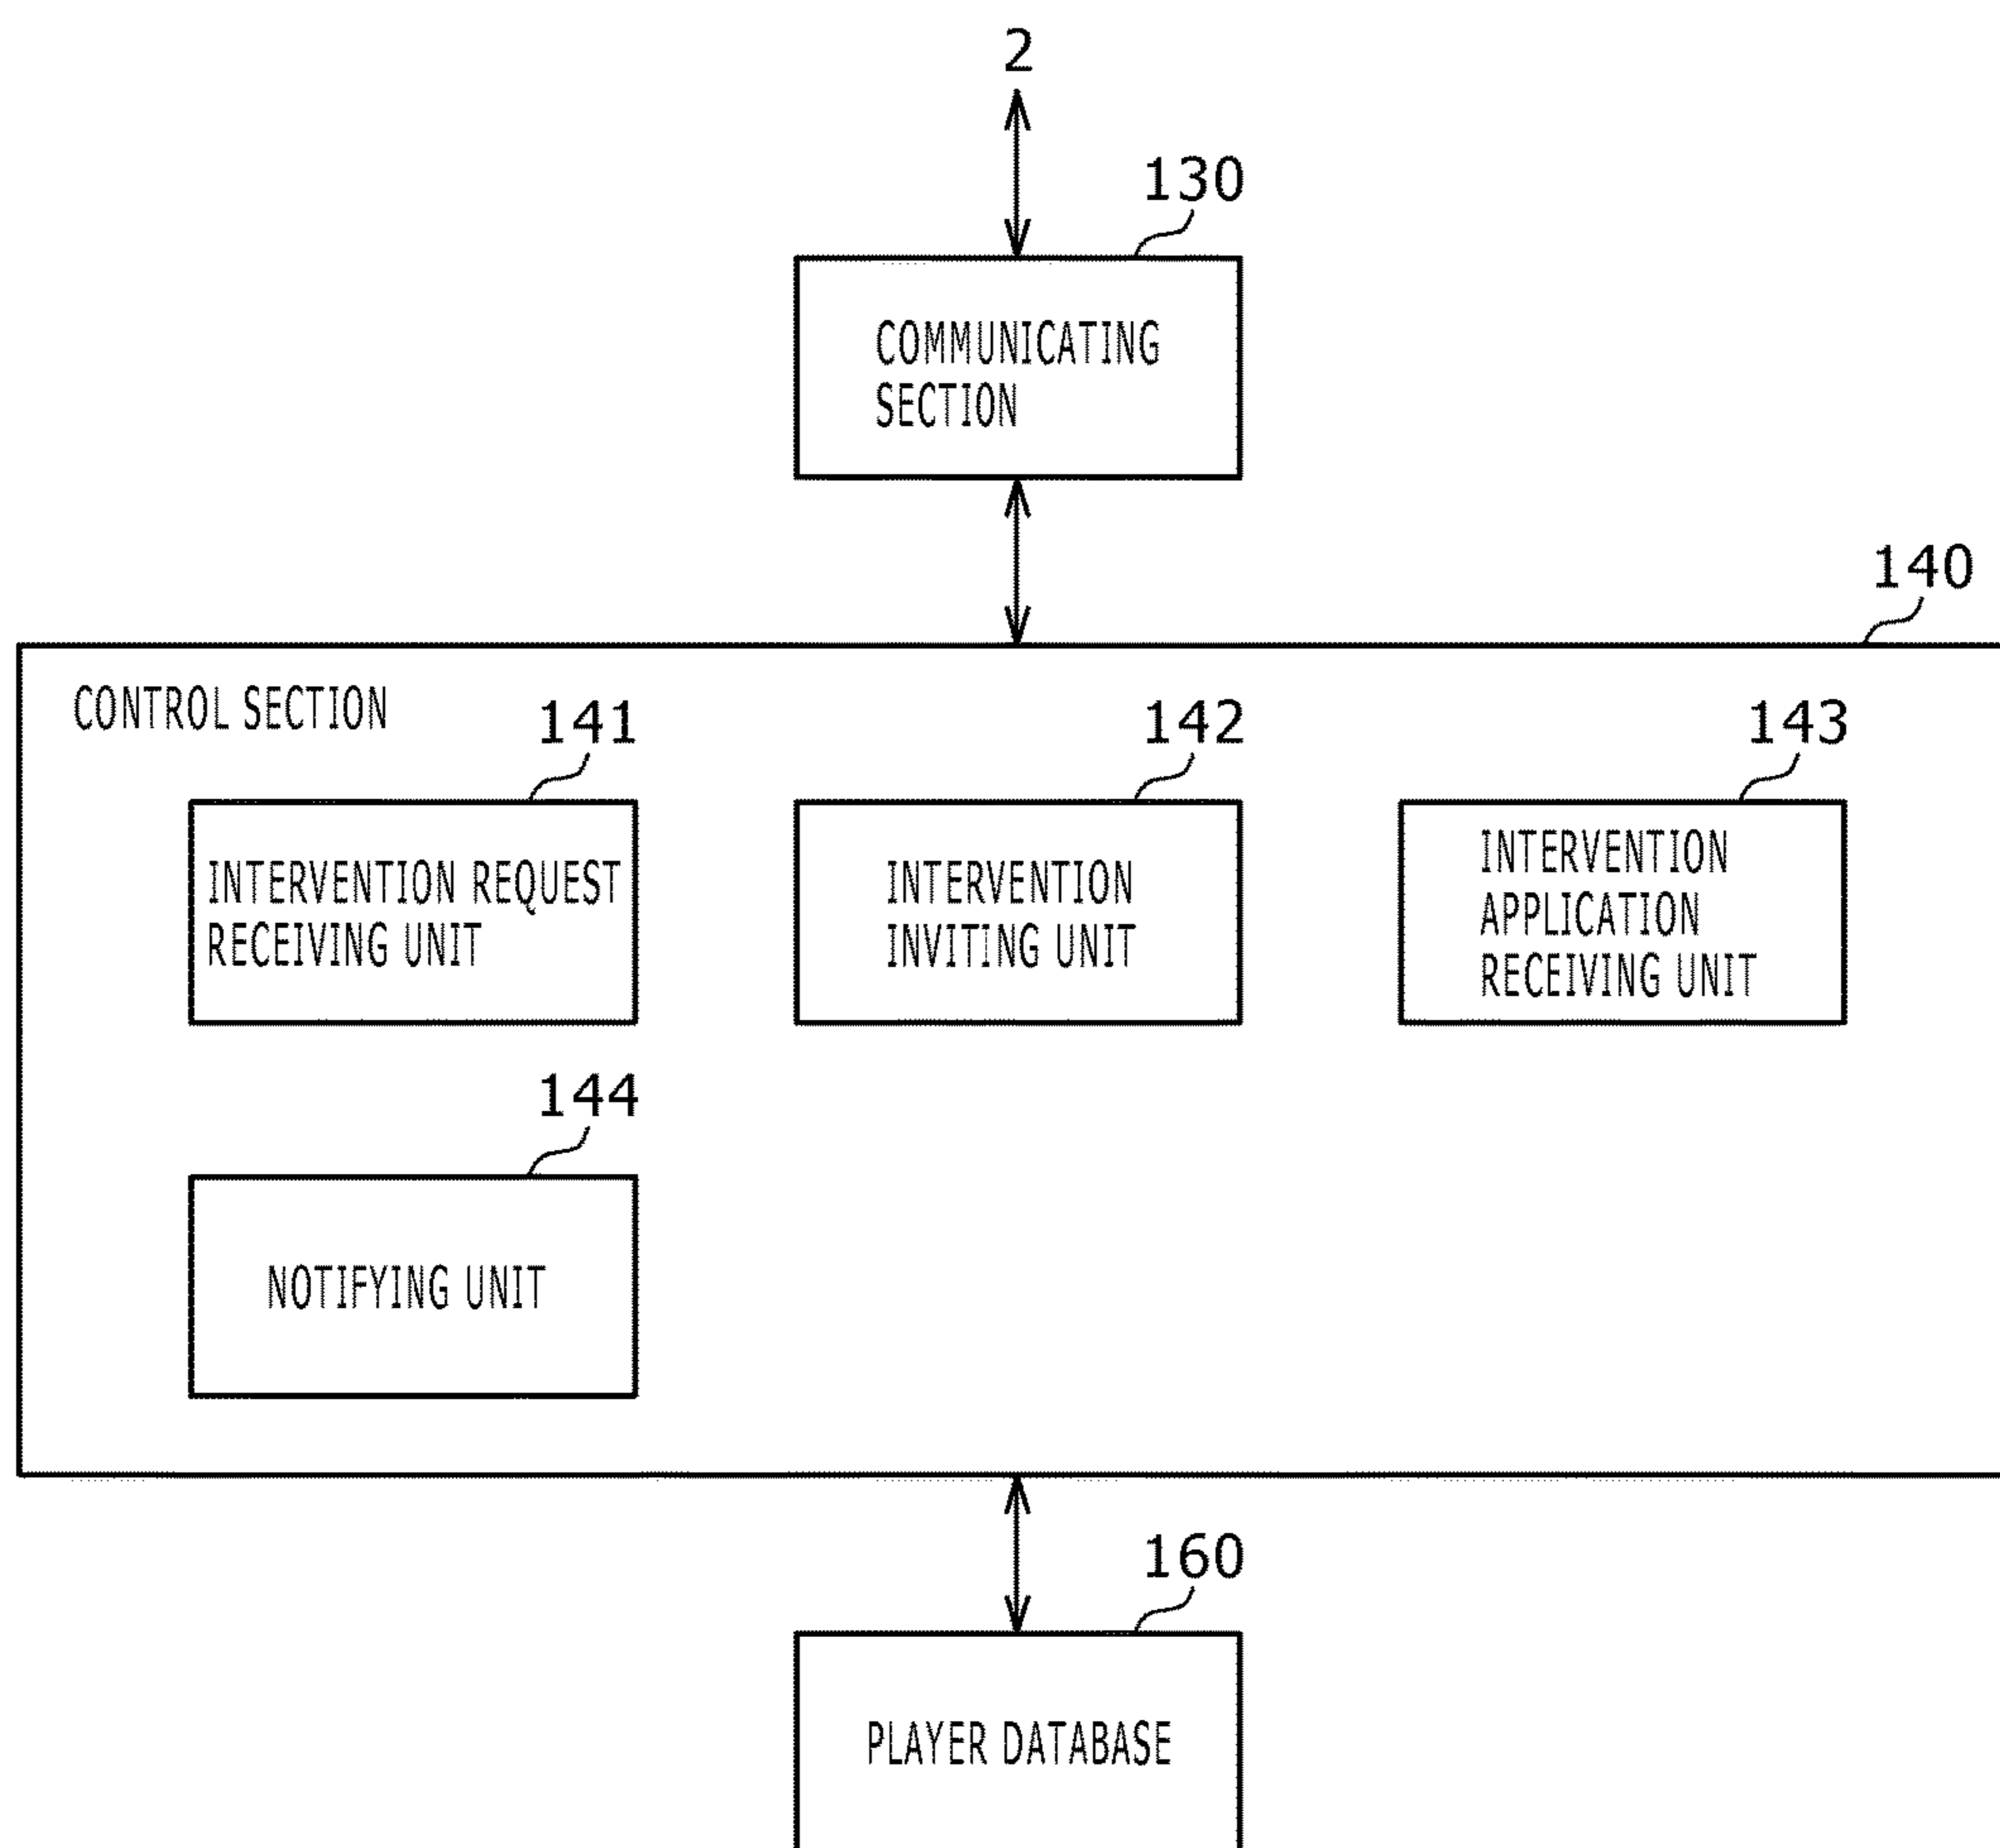 2
130
COMMUNICATING
SECTION
140
CONTROL SECTION
141
142
143
INTERVENTION REQUEST
RECEIVING UNIT
INTERVENTION
INVITING UNIT
INTERVENTION
APPLICATION
RECEIVING UNIT
144
NOTIFYING UNIT
160
PLAYER DATABASE